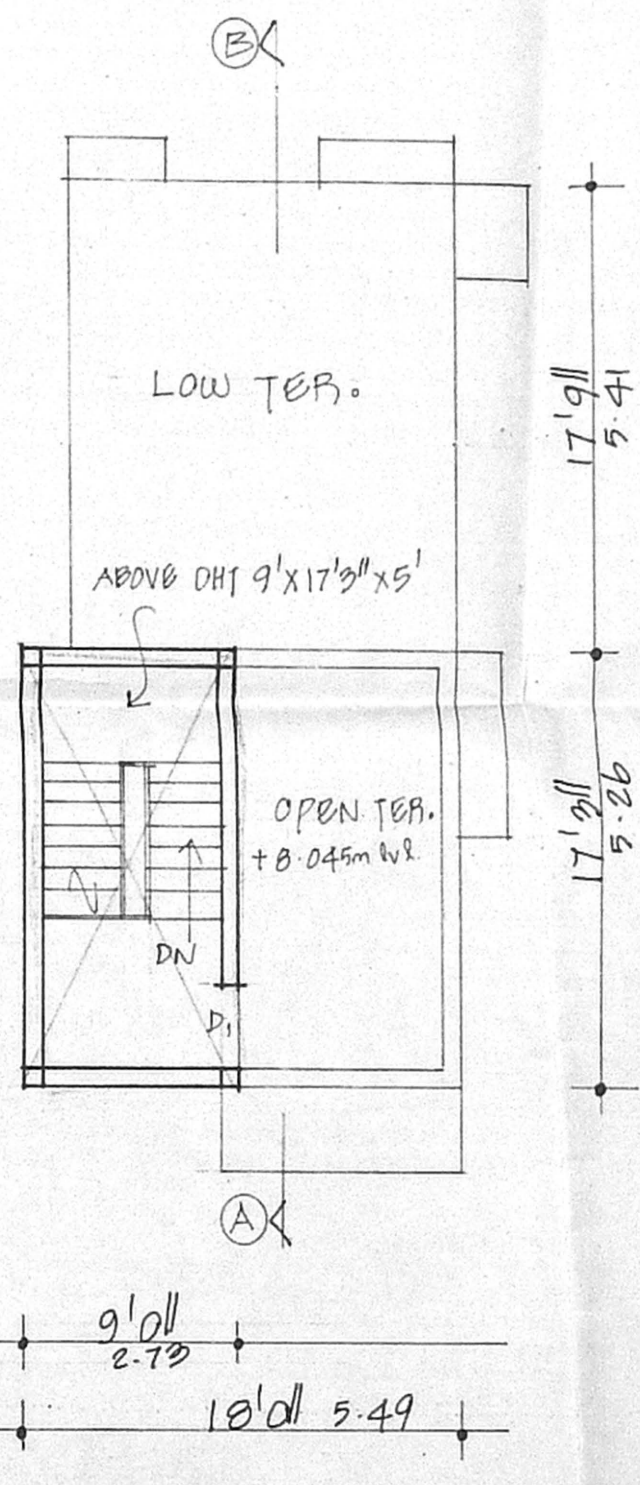 B
LOW TER.
17'9"
5.41
ABOVE OHT 9'X17'3"X5'
OPEN TER.
+8.045m lvl.
17'3"
5.26
DN
D1
A
9'0"
2.73
18'0" 5.49